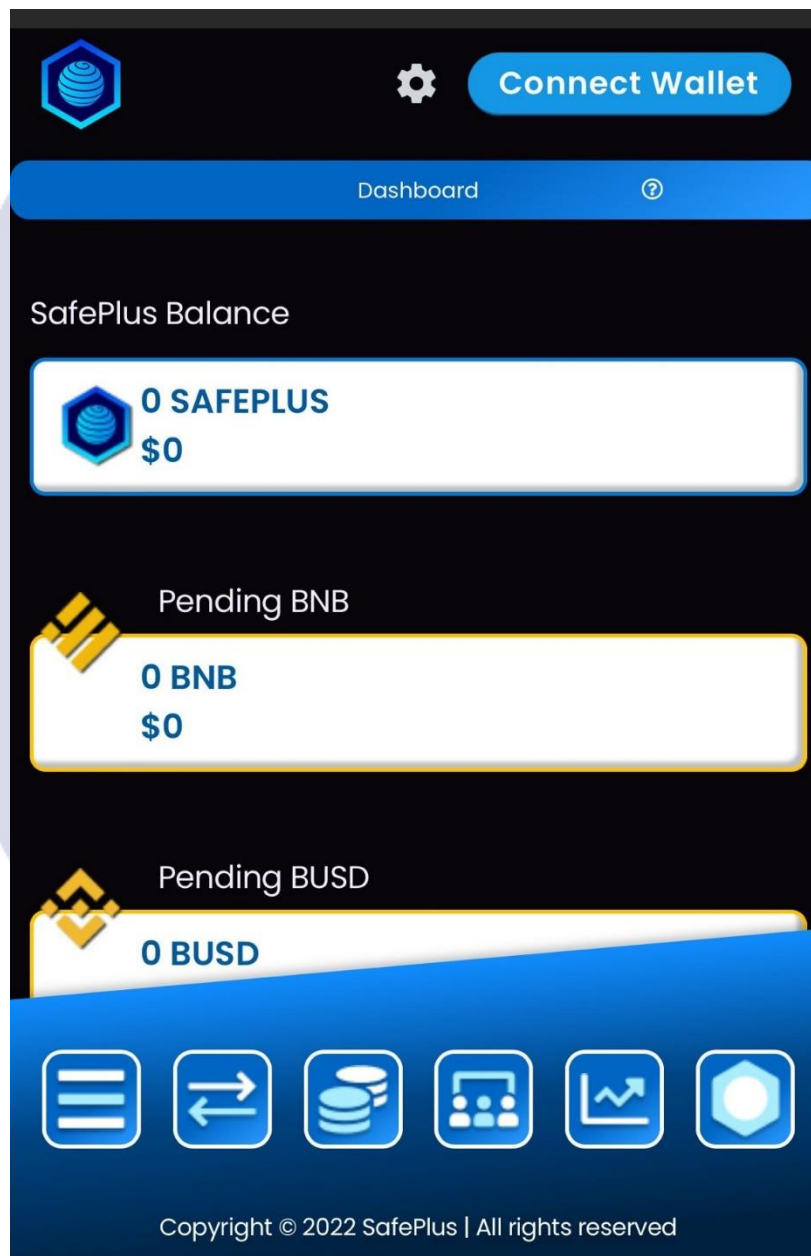 Connect Wallet
Dashboard
SafePlus Balance
0 SAFEPLUS
$0
Pending BNB
0 BNB
$0
Pending BUSD
0 BUSD
Copyright © 2022 SafePlus | All rights reserved